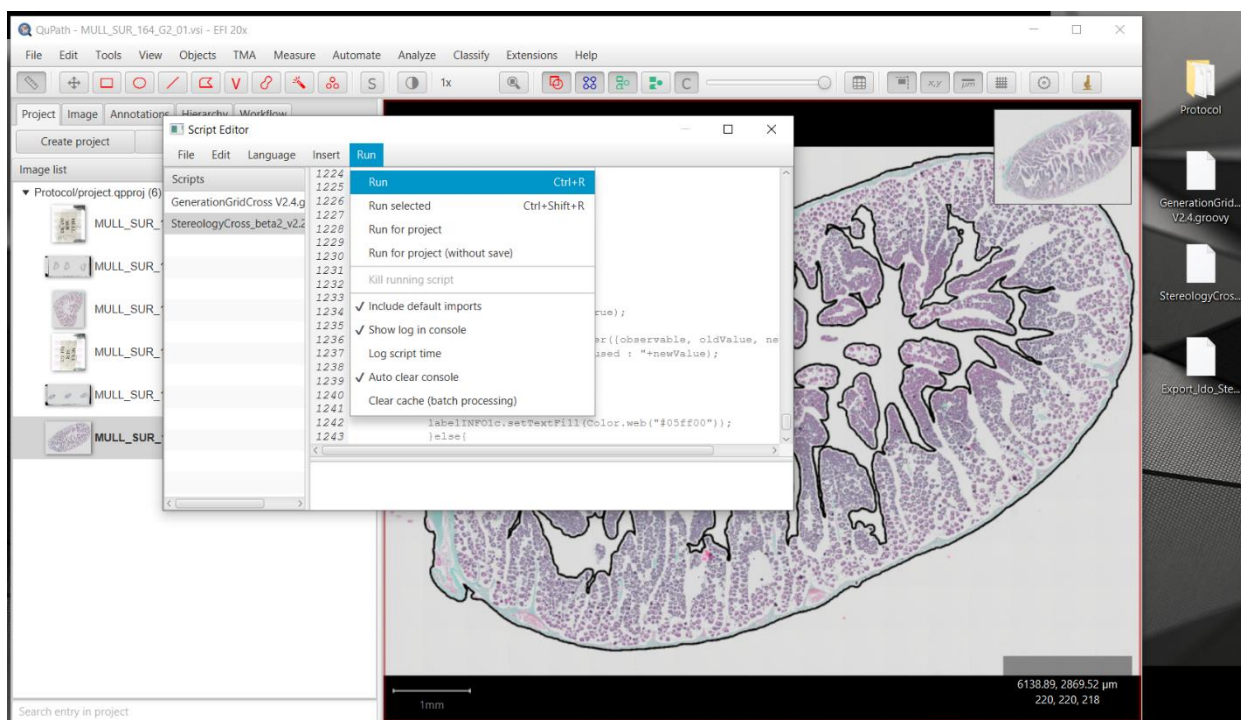 QuPath - MULL_SUR_164_G2_01.vsi - EFI 20x
File Edit Tools View Objects TMA Measure Automate Analyze Classify Extensions Help
S 1x C x,y µm
Project Image Annotations Hierarchy Workflow
Create project
Image list
Protocol/project.qpproj (6)
MULL_SUR_
MULL_SUR_
MULL_SUR_
MULL_SUR_
MULL_SUR_
MULL_SUR_
Search entry in project
Script Editor
File Edit Language Insert Run
Scripts
GenerationGridCross V2.4.g
StereologyCross_beta2_v2.2
1224
1225
1226
1227
1228
1229
1230
1231
1232
1233
1234 rue);
1235
1236 er((observable, oldValue, ne
1237 used : "+newValue);
1238
1239
1240
1241
1242 labelINFO1c.setTextFill(Color.web("#05ff00"));
1243 }else{
Run Ctrl+R
Run selected Ctrl+Shift+R
Run for project
Run for project (without save)
Kill running script
✓ Include default imports
✓ Show log in console
Log script time
✓ Auto clear console
Clear cache (batch processing)
1mm
6138.89, 2869.52 µm
220, 220, 218
Protocol
GenerationGrid...
V2.4.groovy
StereologyCros...
Export_Ido_Ste...